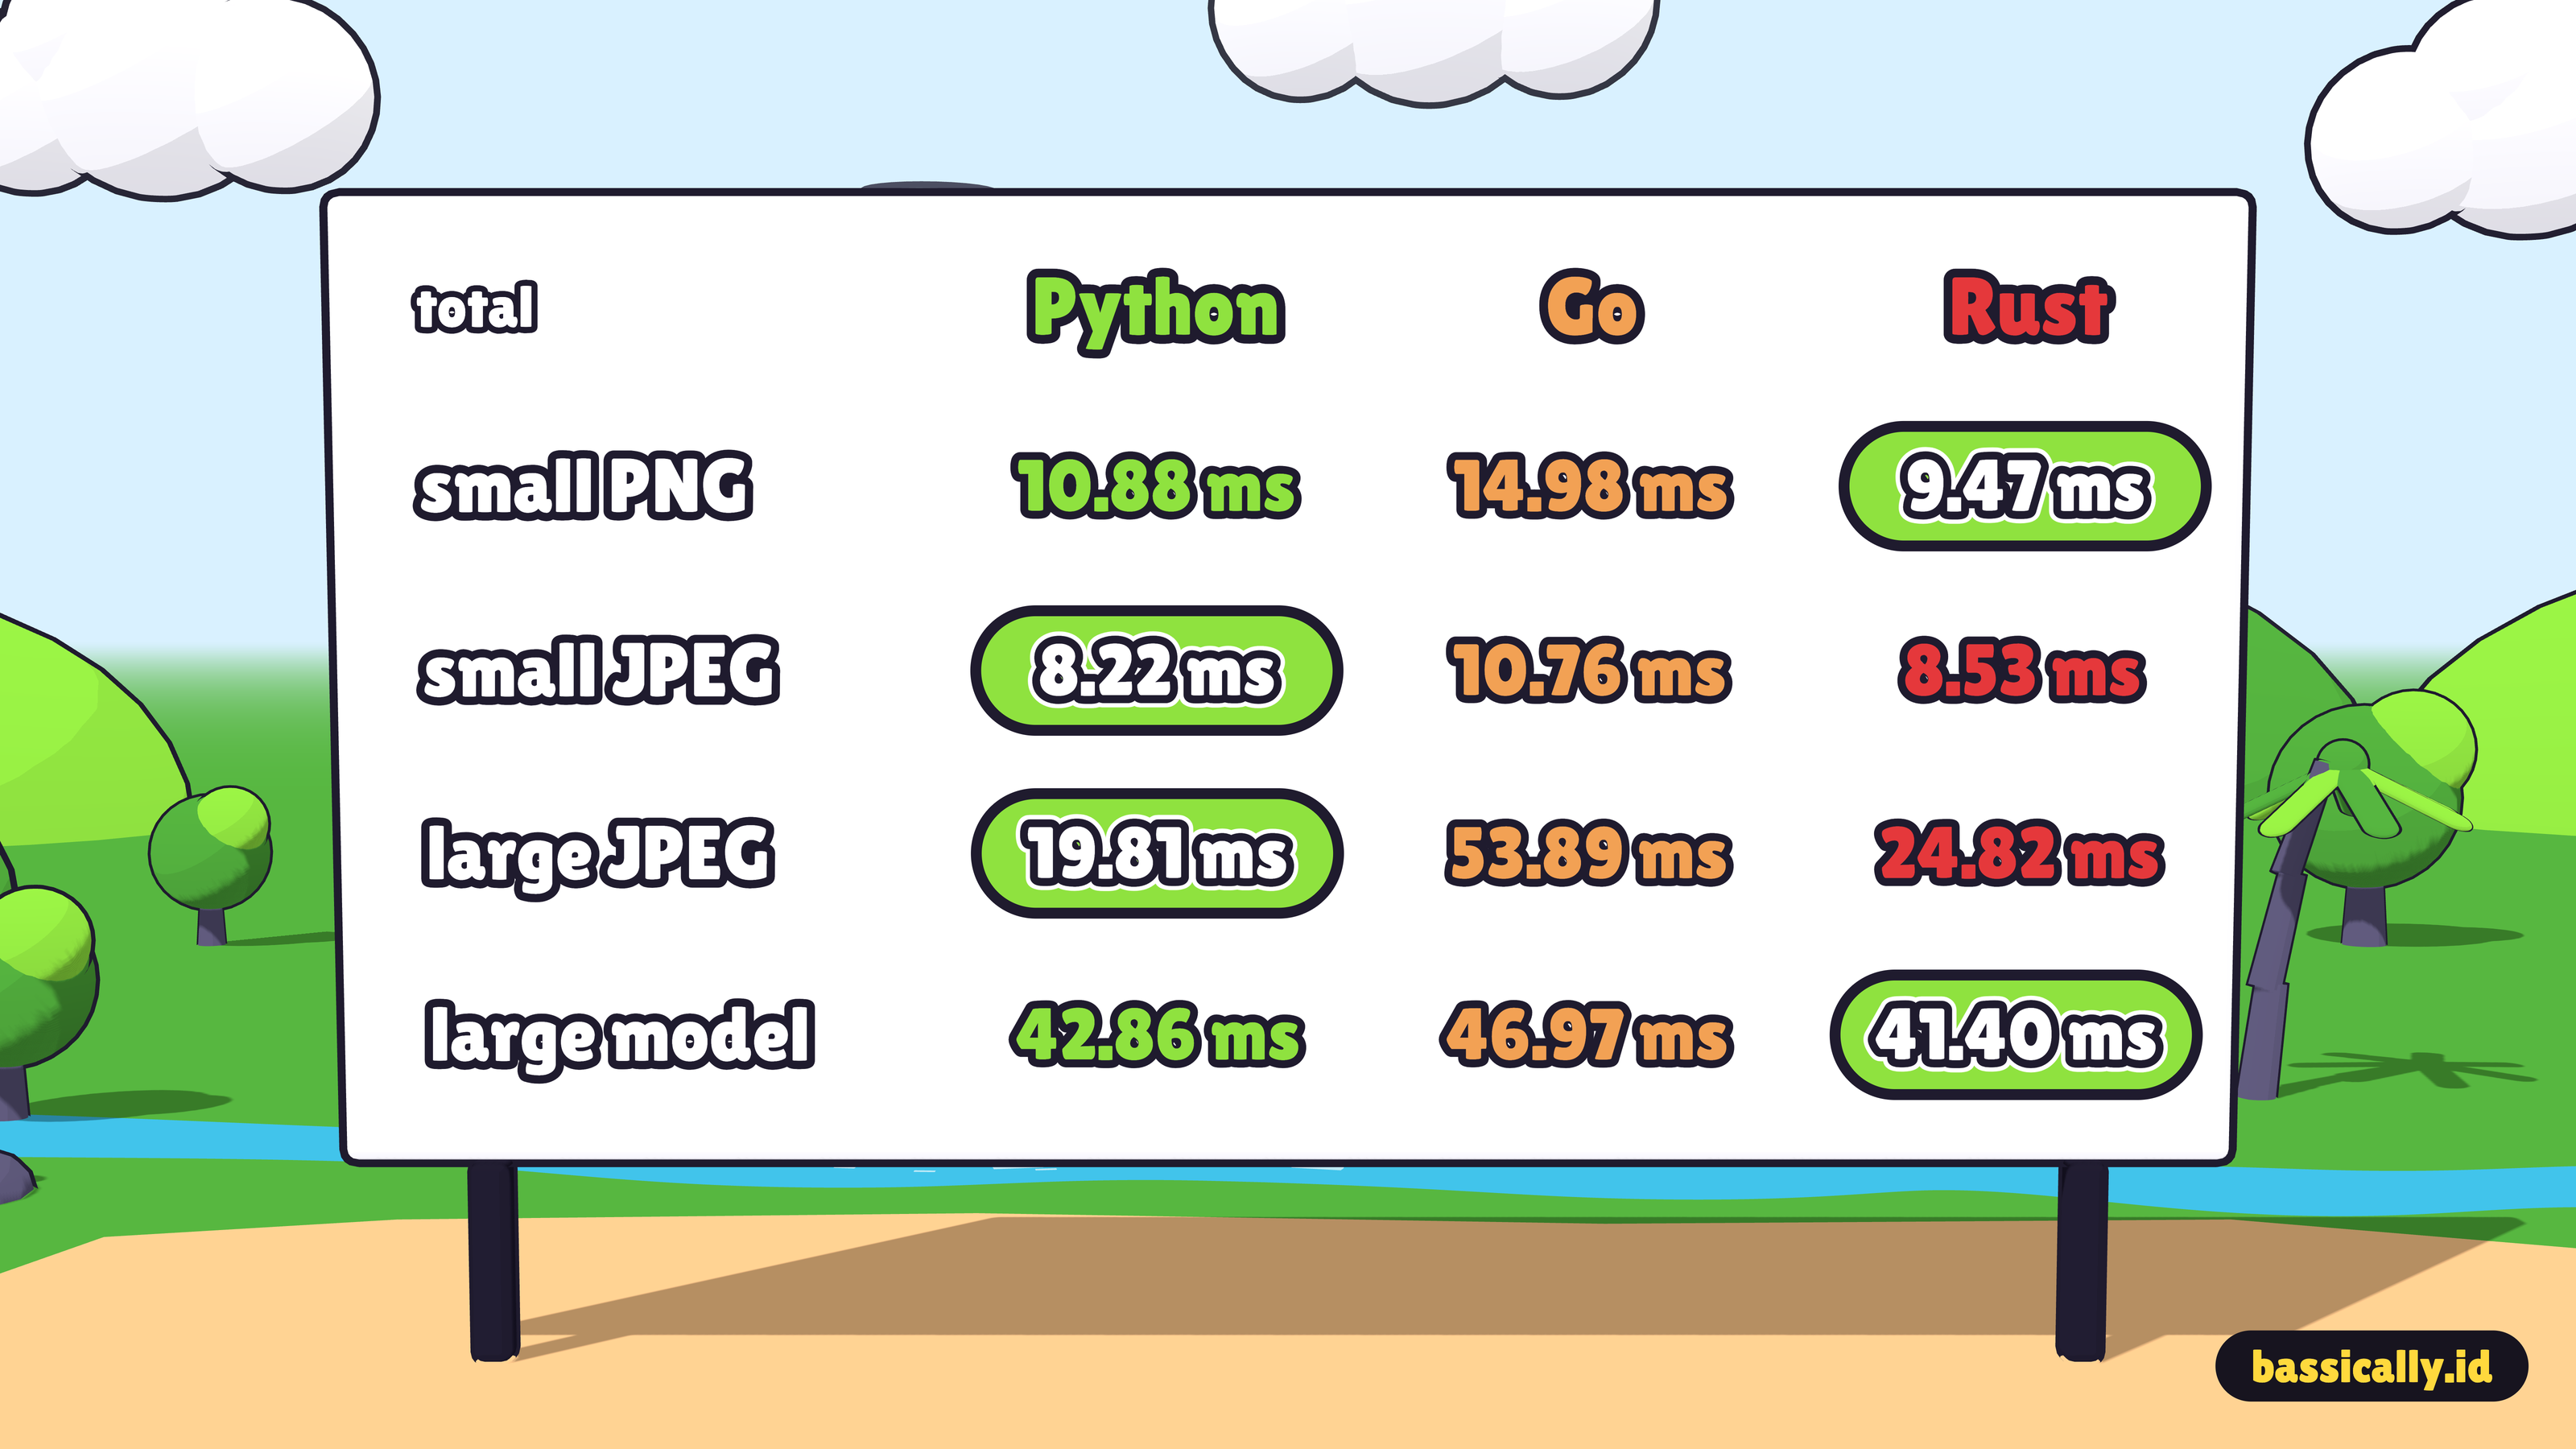 total Python Go Rust
small PNG 10.88 ms 14.98 ms 9.47 ms
small JPEG 8.22 ms 10.76 ms 8.53 ms
large JPEG 19.81 ms 53.89 ms 24.82 ms
large model 42.86 ms 46.97 ms 41.40 ms
bassically.id